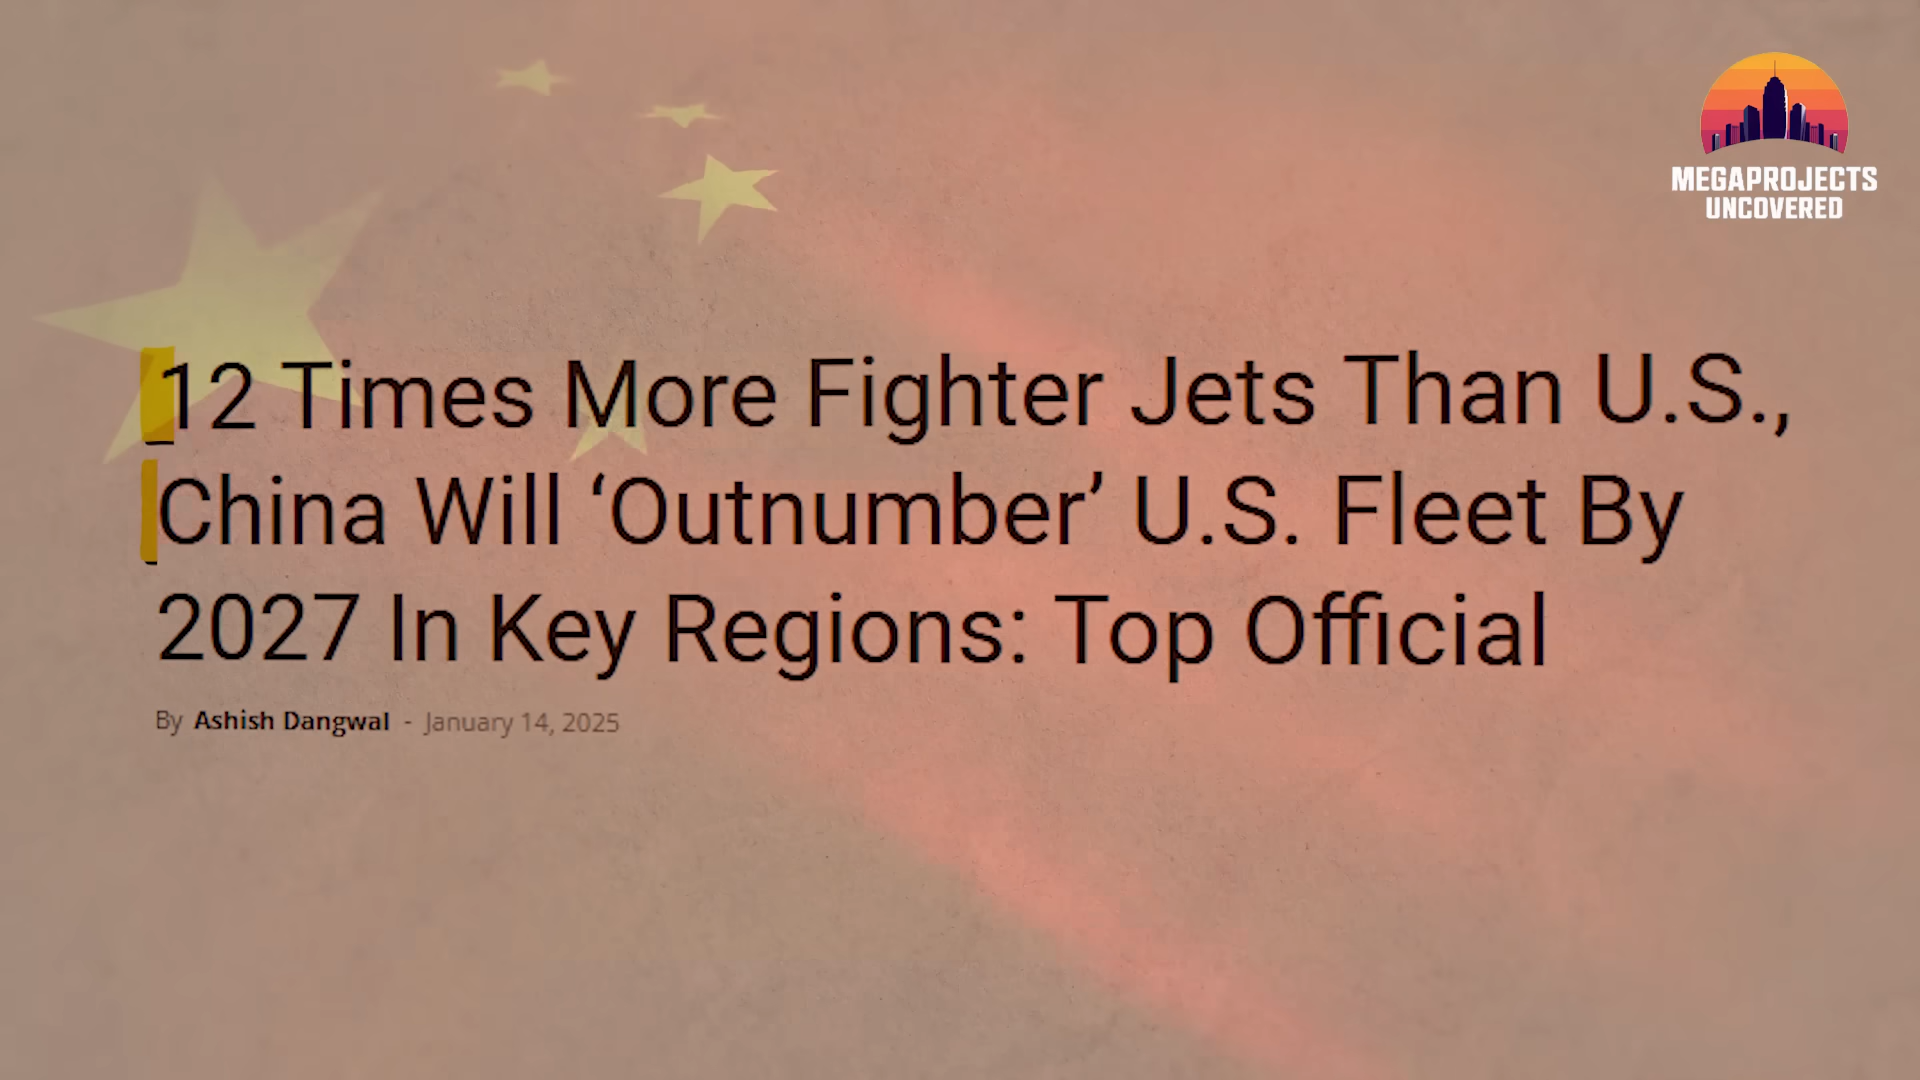 MEGAPROJECTS
UNCOVERED
12 Times More Fighter Jets Than U.S.,
China Will ‘Outnumber’ U.S. Fleet By
2027 In Key Regions: Top Official
By Ashish Dangwal - January 14, 2025